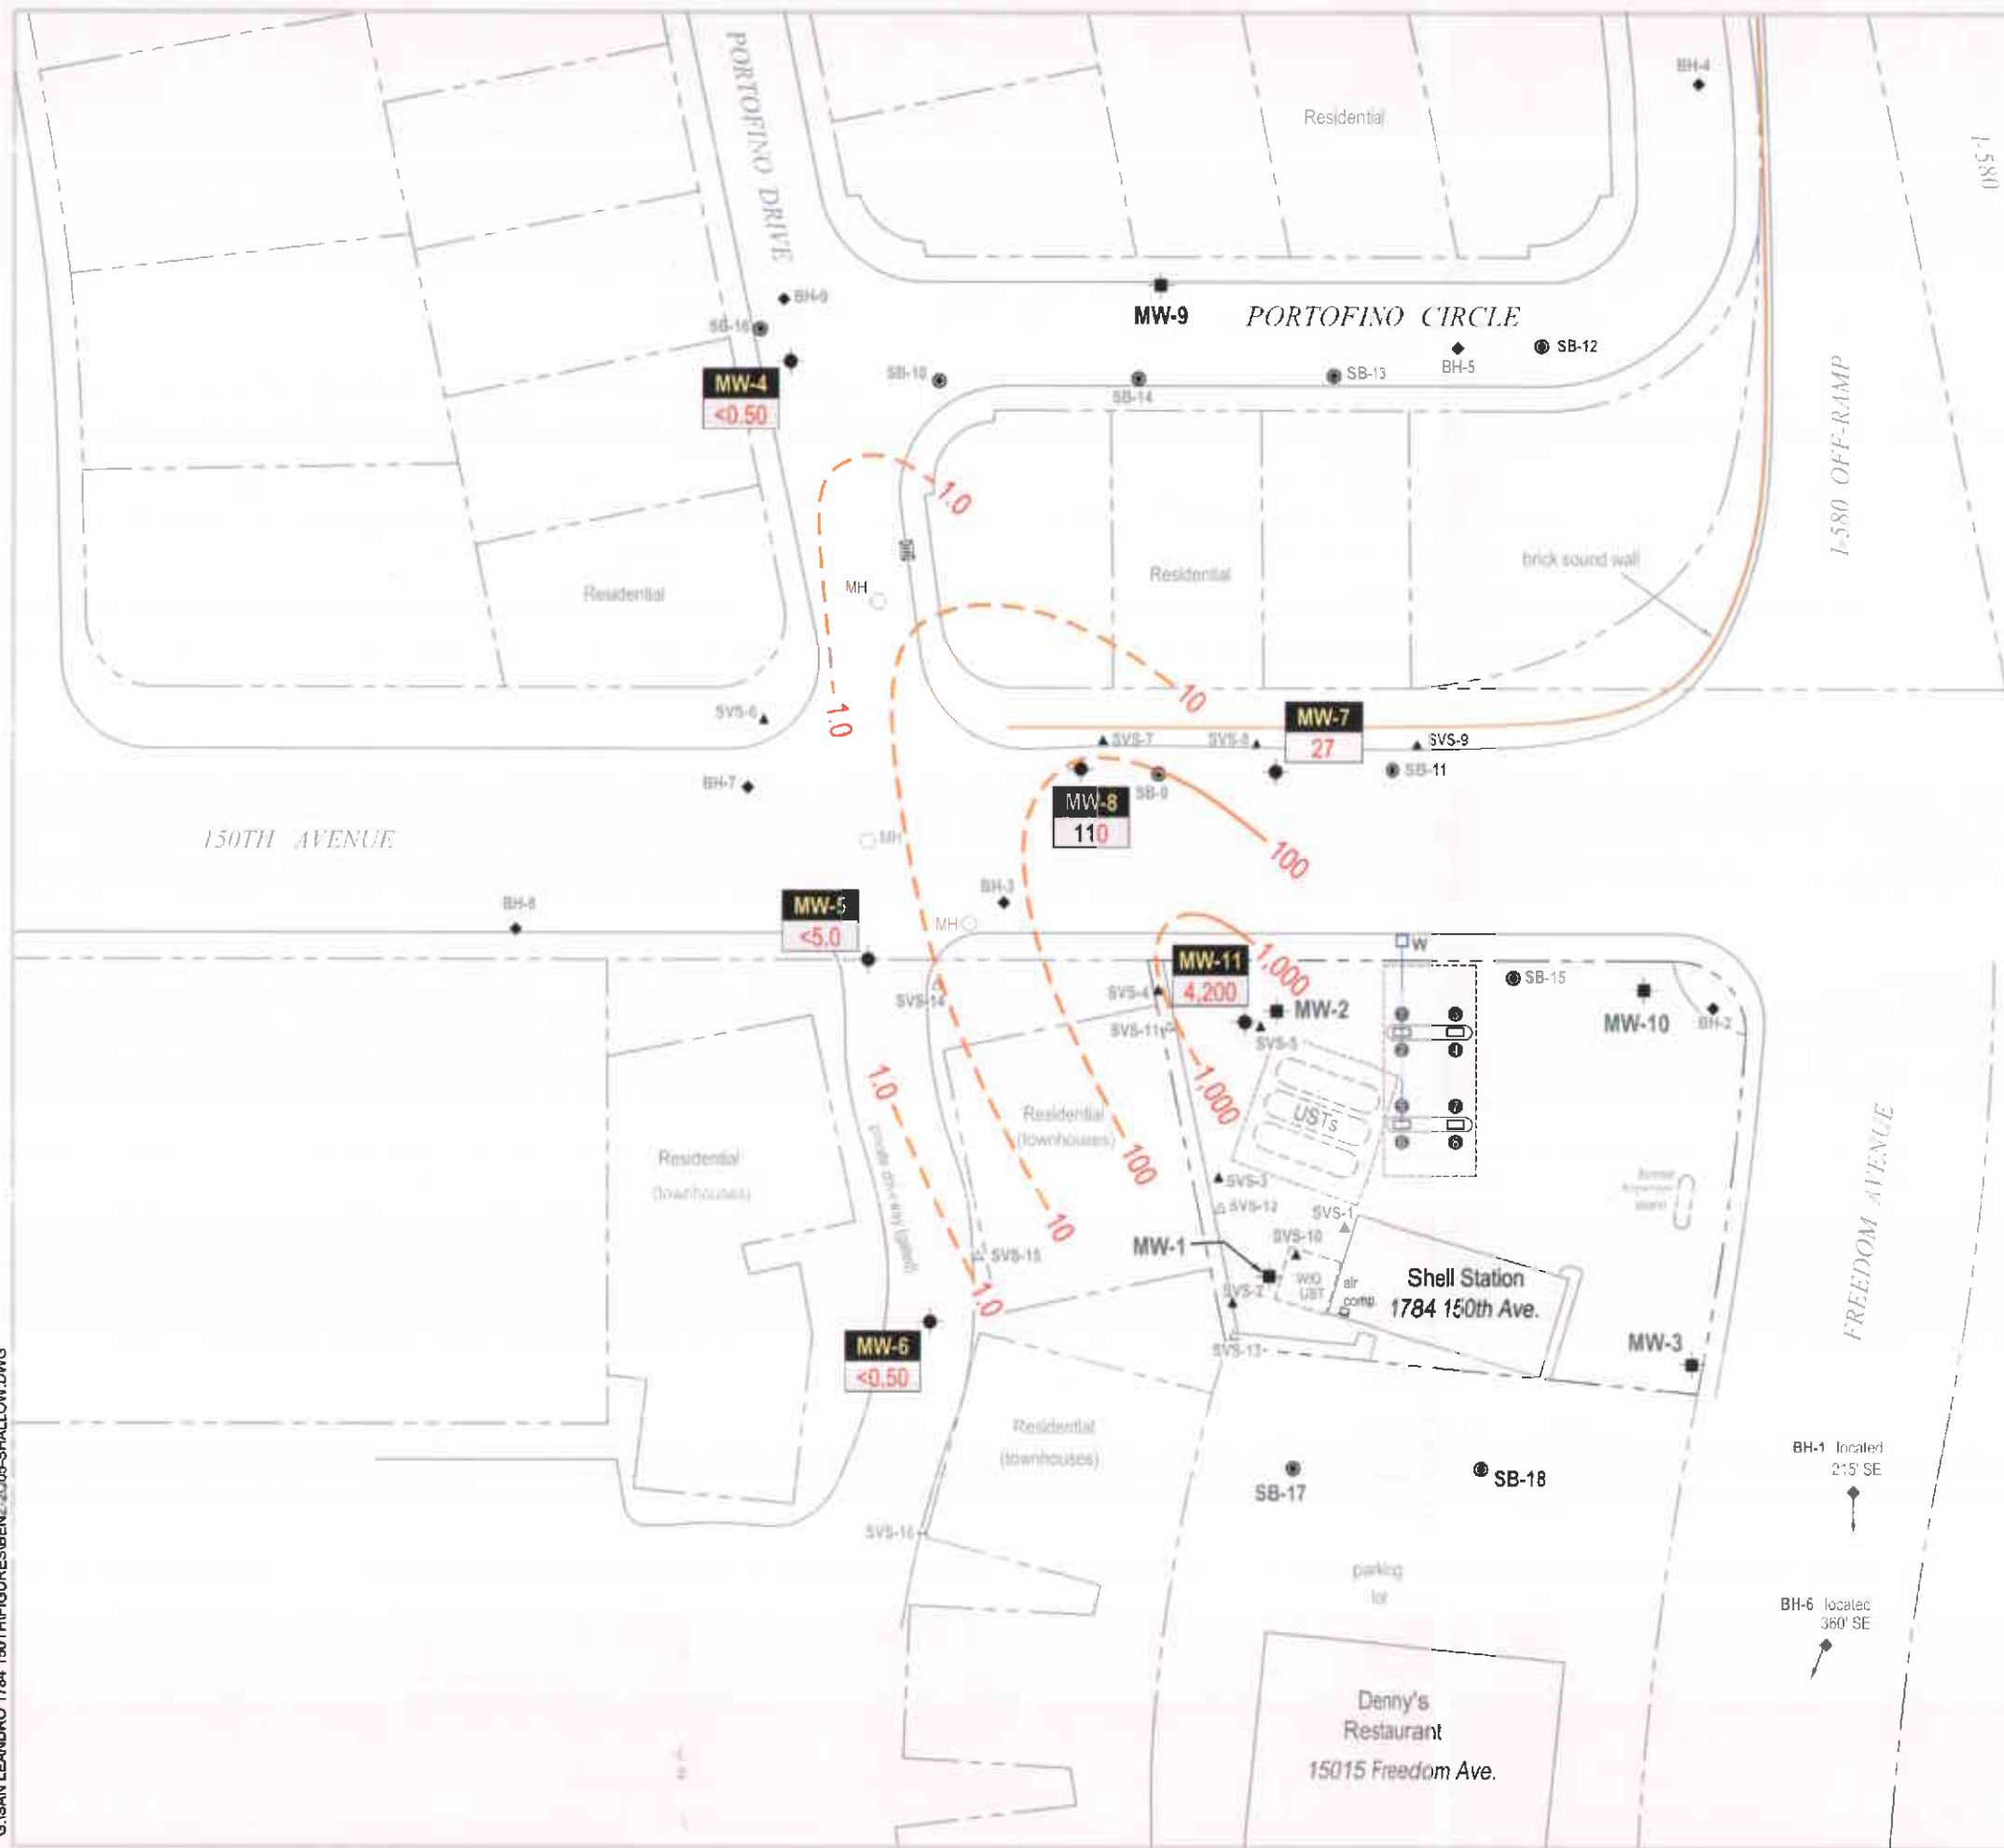 PORTOFINO DRIVE
Residential
BH-4
I-580
BH-9
MW-9
PORTOFINO CIRCLE
SB-16
BH-5
SB-12
MW-4
<0.50
SB-10
SB-14
SB-13
I-580 OFF-RAMP
1.0
brick sound wall
Residential
Residential
MH
10
1.0
SVS-6
MW-7
27
SVS-7
SVS-8
SVS-9
BH-7
SB-9
SB-11
MW-8
110
150TH AVENUE
MH
100
BH-8
BH-3
MW-5
<5.0
MH
W
MW-11
4,200
1,000
SB-15
SVS-14
SVS-4
MW-2
MW-10
BH-2
SVS-11
SVS-5
1.0
1,000
USTs
Residential
(townhouses)
100
Residential
(townhouses)
private driveway (gated)
FREEDOM AVENUE
SVS-3
SVS-12
SVS-1
10
MW-1
SVS-10
SVS-15
1.0
SVS-2
W/O
UST
air
comp.
Shell Station
1784 150th Ave.
MW-6
<0.50
SVS-13
MW-3
Residential
(townhouses)
BH-1 located
215' SE
SB-17
SB-18
SVS-16
parking
lot
BH-6 located
360' SE
Denny's
Restaurant
15015 Freedom Ave.